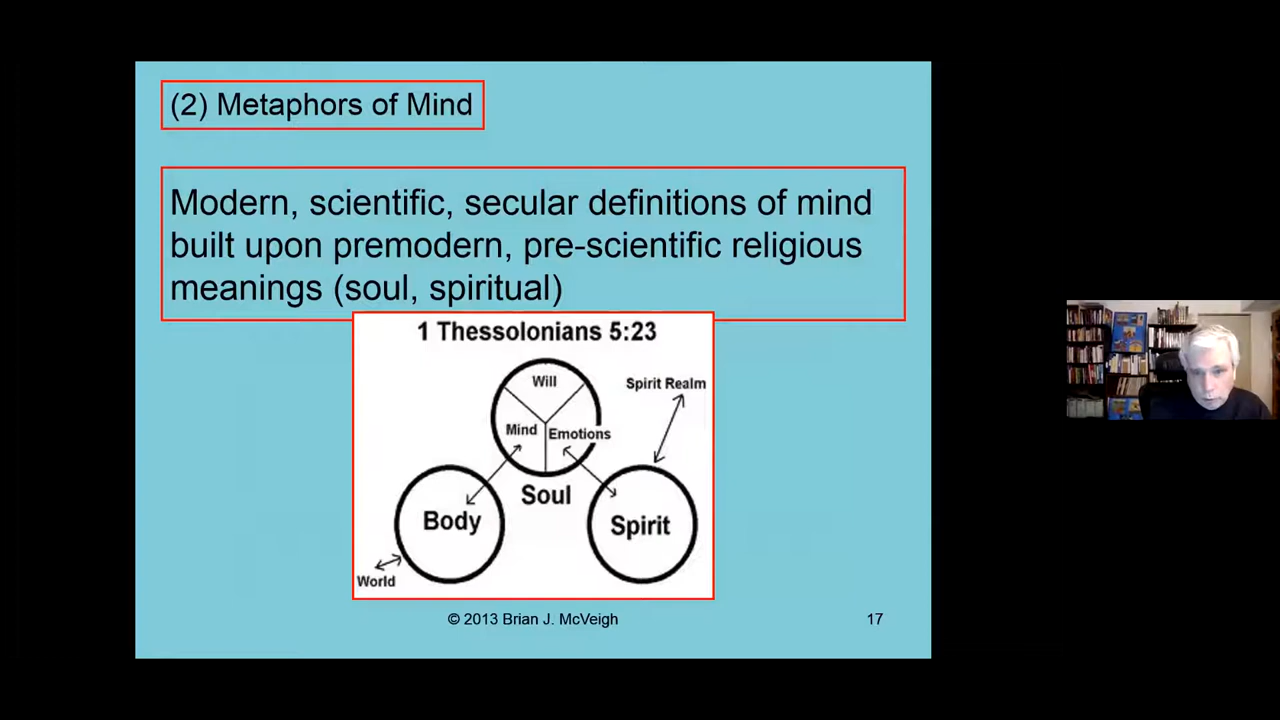 (2) Metaphors of Mind
Modern, scientific, secular definitions of mind
built upon premodern, pre-scientific religious
meanings (soul, spiritual)
1 Thessolonians 5:23
Will
Spirit Realm
Mind
Emotions
Soul
Body
Spirit
World
© 2013 Brian J. McVeigh
17